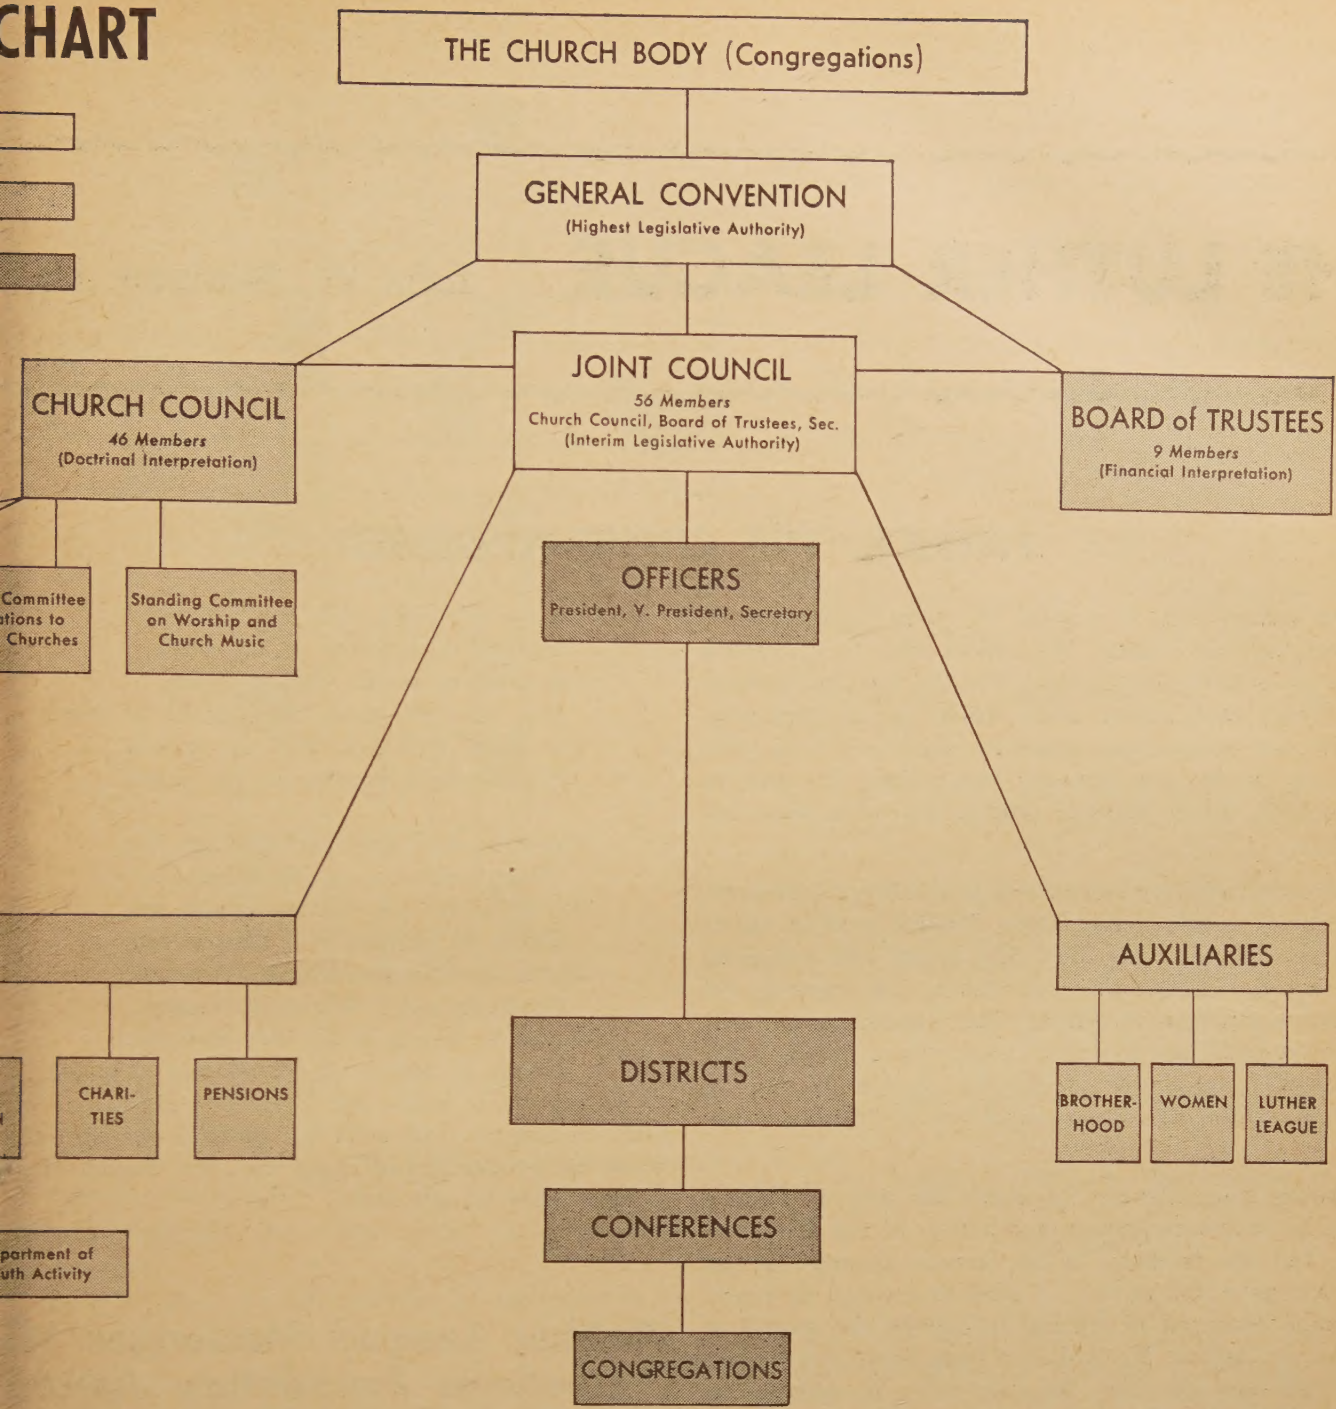 CHART
THE CHURCH BODY (Congregations)
GENERAL CONVENTION
(Highest Legislative Authority)
CHURCH COUNCIL
46 Members
(Doctrinal Interpretation)
JOINT COUNCIL
56 Members
Church Council, Board of Trustees, Sec.
(Interim Legislative Authority)
BOARD of TRUSTEES
9 Members
(Financial Interpretation)
Committee
to
Churches
Standing Committee
on Worship and
Church Music
OFFICERS
President, V. President, Secretary
AUXILIARIES
CHARI-
TIES
PENSIONS
DISTRICTS
BROTHER-
HOOD
WOMEN
LUTHER
LEAGUE
CONFERENCES
of
Activity
CONGREGATIONS